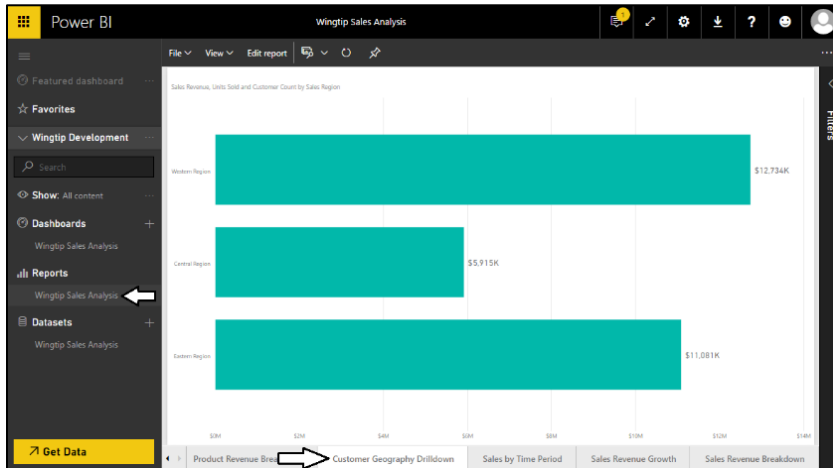 Power BI
Wingtip Sales Analysis
1
?
File View Edit report
Featured dashboard
Favorites
Wingtip Development
Search
Show: All content
Dashboards
Wingtip Sales Analysis
Reports
Wingtip Sales Analysis
Datasets
Wingtip Sales Analysis
Get Data
Sales Revenue, Units Sold and Customer Count by Sales Region
Western Region
$12,734K
Central Region
$5,915K
Eastern Region
$11,081K
$0M $2M $4M $6M $8M $10M $12M $14M
Filters
Product Revenue Customer Geography Drilldown Sales by Time Period Sales Revenue Growth Sales Revenue Breakdown